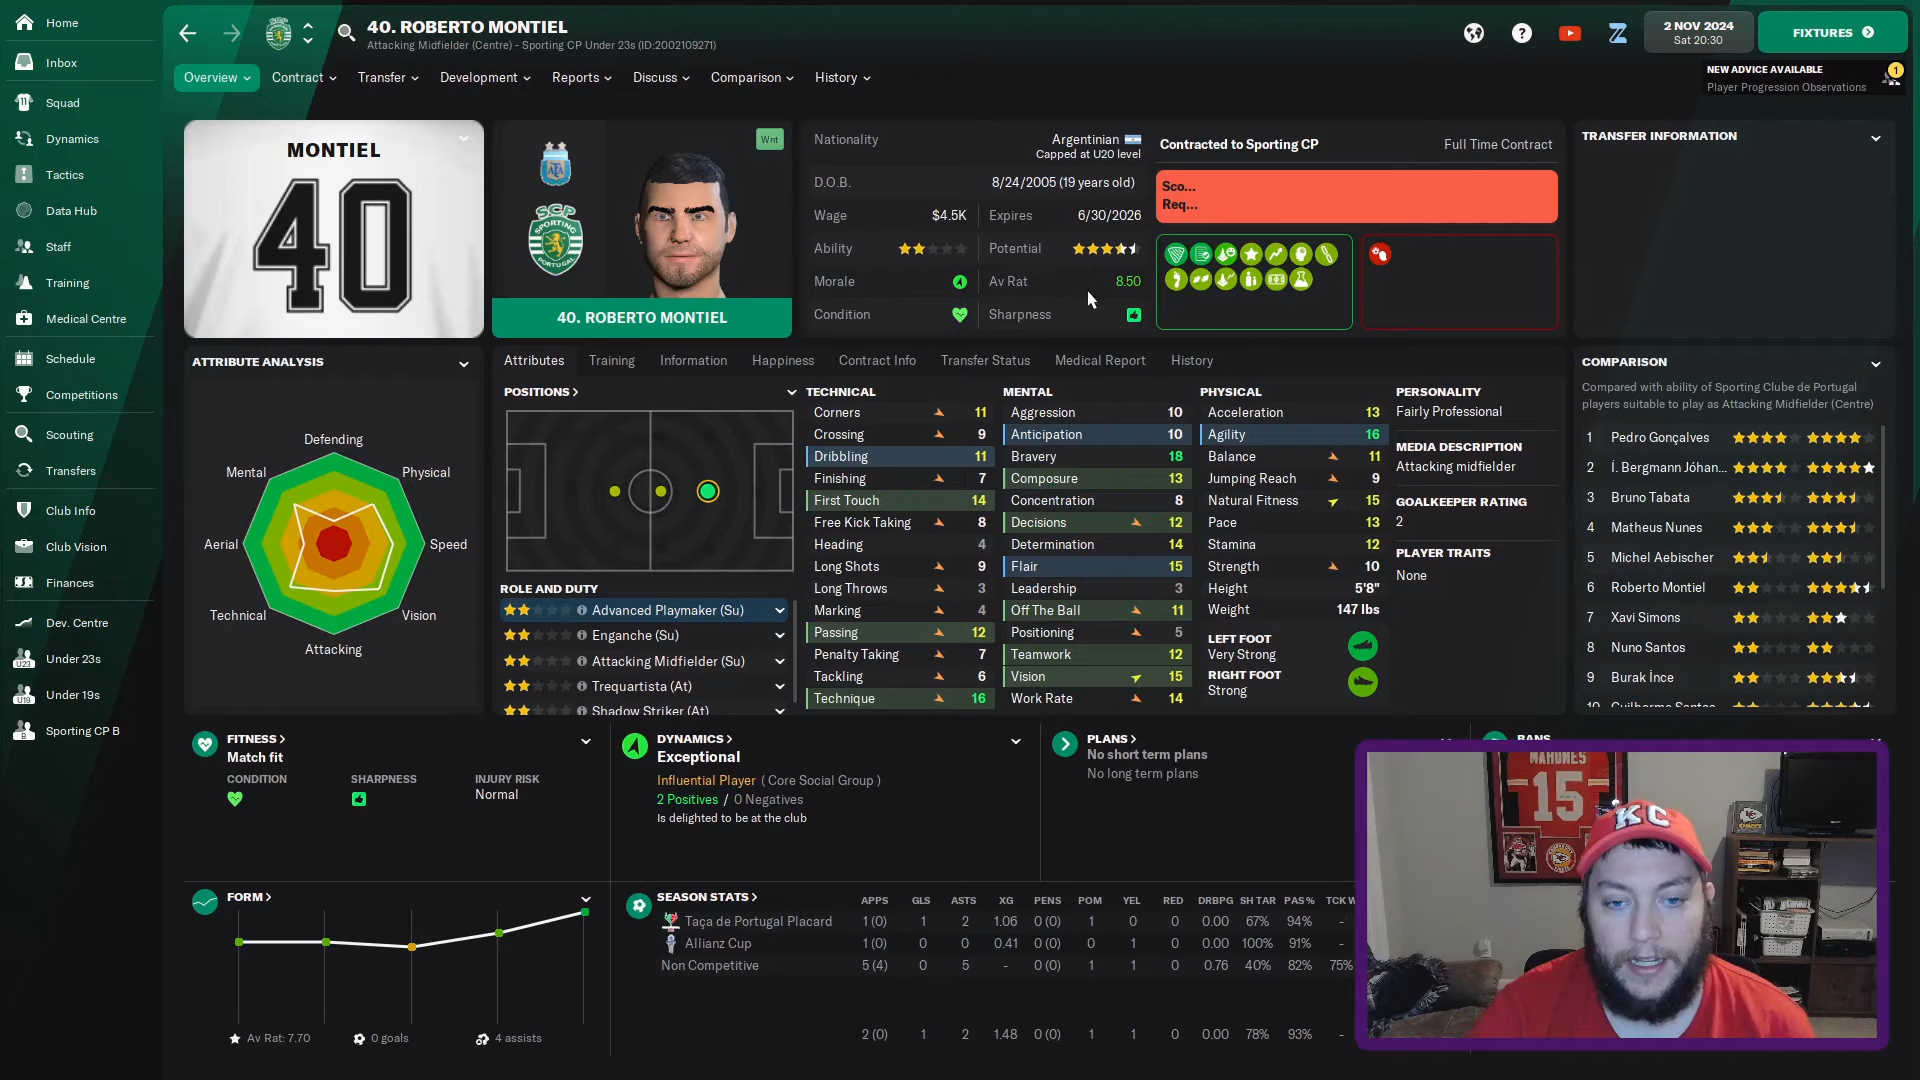 Home
Inbox
Squad
Dynamics
Tactics
Data Hub
Staff
Training
Medical Centre
Schedule
Competitions
Scouting
Transfers
Club Info
Club Vision
Finances
Dev. Centre
U23
Under 23s
U19
Under 19s
B
Sporting CP B
40. ROBERTO MONTIEL
Attacking Midfielder (Centre) - Sporting CP Under 23s (ID:2002109271)
2 NOV 2024
Sat 20:30
FIXTURES
Overview Contract Transfer Development Reports Discuss Comparison History
NEW ADVICE AVAILABLE
Player Progression Observations
1
MONTIEL
40
AFA
SCP
SPORTING
PORTUGAL
Wnt
40. ROBERTO MONTIEL
Nationality Argentinian
Capped at U20 level
D.O.B. 8/24/2005 (19 years old)
Wage $4.5K Expires 6/30/2026
Ability Potential
Morale Av Rat 8.50
Condition Sharpness
Contracted to Sporting CP Full Time Contract
Sco...
Req...
TRANSFER INFORMATION
ATTRIBUTE ANALYSIS
Defending
Mental Physical
Aerial Speed
Technical Vision
Attacking
Attributes Training Information Happiness Contract Info Transfer Status Medical Report History
POSITIONS
ROLE AND DUTY
Advanced Playmaker (Su)
Enganche (Su)
Attacking Midfielder (Su)
Trequartista (At)
Shadow Striker (At)
TECHNICAL
Corners 11
Crossing 9
Dribbling 11
Finishing 7
First Touch 14
Free Kick Taking 8
Heading 4
Long Shots 9
Long Throws 3
Marking 4
Passing 12
Penalty Taking 7
Tackling 6
Technique 16
MENTAL
Aggression 10
Anticipation 10
Bravery 18
Composure 13
Concentration 8
Decisions 12
Determination 14
Flair 15
Leadership 3
Off The Ball 11
Positioning 5
Teamwork 12
Vision 15
Work Rate 14
PHYSICAL
Acceleration 13
Agility 16
Balance 11
Jumping Reach 9
Natural Fitness 15
Pace 13
Stamina 12
Strength 10
Height 5'8"
Weight 147 lbs
LEFT FOOT
Very Strong
RIGHT FOOT
Strong
PERSONALITY
Fairly Professional
MEDIA DESCRIPTION
Attacking midfielder
GOALKEEPER RATING
2
PLAYER TRAITS
None
COMPARISON
Compared with ability of Sporting Clube de Portugal
players suitable to play as Attacking Midfielder (Centre)
1 Pedro Gonçalves
2 Í. Bergmann Jóhan...
3 Bruno Tabata
4 Matheus Nunes
5 Michel Aebischer
6 Roberto Montiel
7 Xavi Simons
8 Nuno Santos
9 Burak İnce
10 Guilherme Santos
FITNESS
Match fit
CONDITION SHARPNESS INJURY RISK
Normal
DYNAMICS
Exceptional
Influential Player ( Core Social Group )
2 Positives / 0 Negatives
Is delighted to be at the club
PLANS
No short term plans
No long term plans
BANS
FORM
Av Rat: 7.70 0 goals 4 assists
SEASON STATS APPS GLS ASTS XG PENS POM YEL RED DRBPG SH TAR PAS % TCK W
Taça de Portugal Placard 1 (0) 1 2 1.06 0 (0) 1 0 0 0.00 67% 94% -
Allianz Cup 1 (0) 0 0 0.41 0 (0) 0 1 0 0.00 100% 91% -
Non Competitive 5 (4) 0 5 - 0 (0) 1 1 0 0.76 40% 82% 75%
2 (0) 1 2 1.48 0 (0) 1 1 0 0.00 78% 93% -
MAHOMES
15
KC
CHIEFS